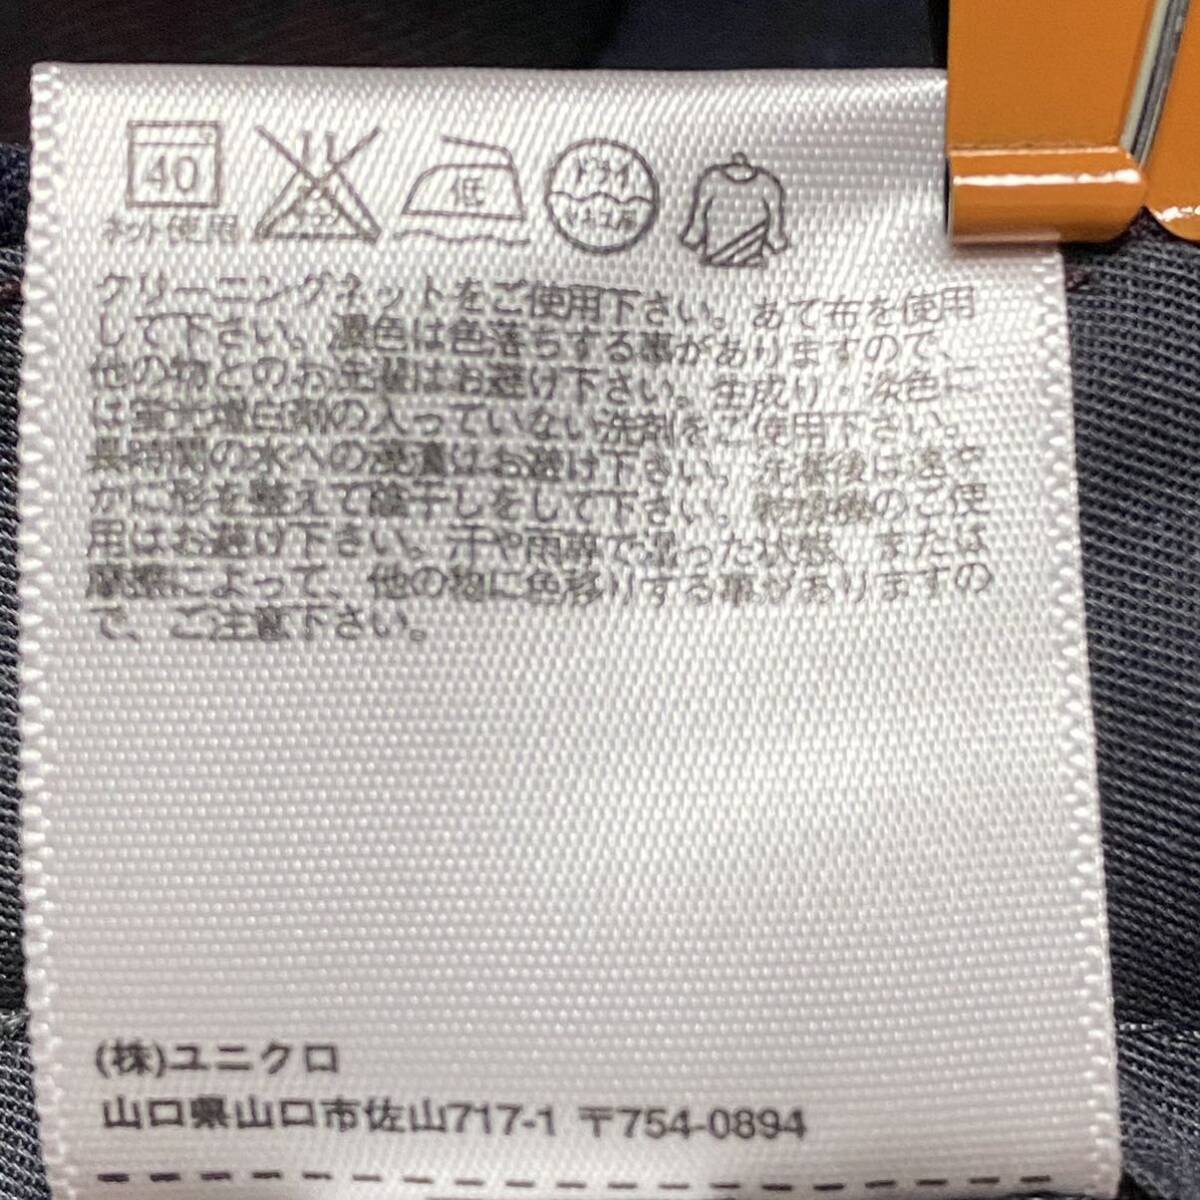 40
ネット使用
低
ドライ
クリーニングネットをご使用下さい。あて布を使用
して下さい。濃色は色落ちする事がありますので、
他の物とのお洗濯はお避け下さい。生成り・淡色に
は蛍光増白剤の入っていない洗剤をご使用下さい。
長時間の水への浸漬はお避け下さい。洗濯後は速や
かに形を整えて陰干しをして下さい。乾燥機のご使
用はお避け下さい。汗や雨等で湿った状態、または
摩擦によって、他の物に色移りする事がありますの
で、ご注意下さい。
(株)ユニクロ
山口県山口市佐山717-1 〒754-0894